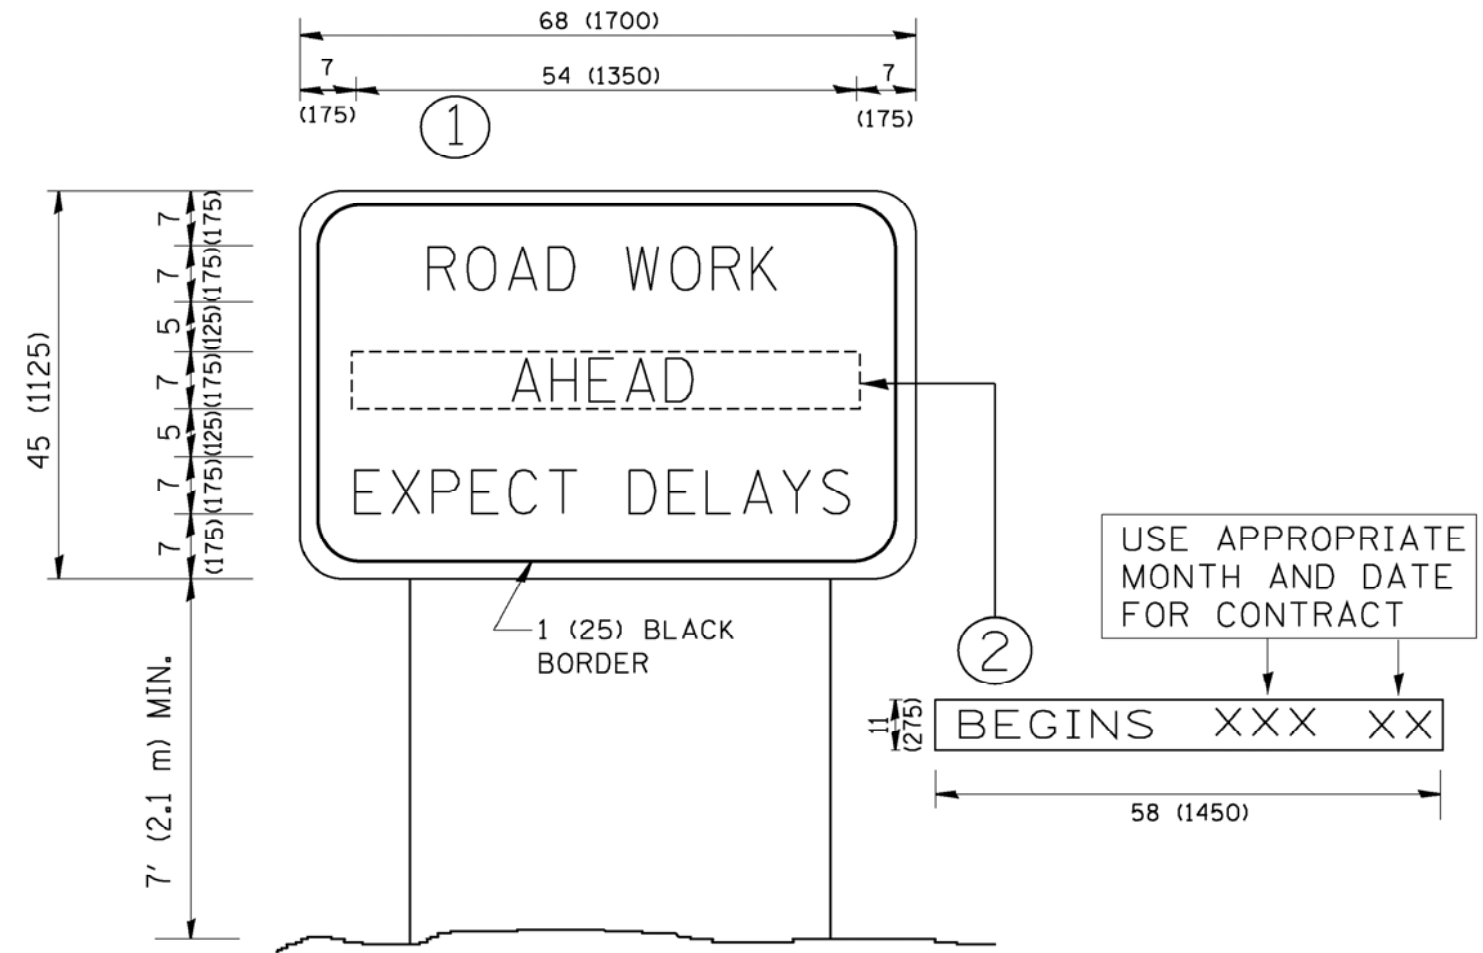 68 (1700)
7
54 (1350)
7
(175)
(175)
1
45 (1125)
7 (175)
7 (175)
5 (125)
7 (175)
5 (125)
7 (175)
7 (175)
ROAD WORK
AHEAD
EXPECT DELAYS
1 (25) BLACK
BORDER
7' (2.1 m) MIN.
USE APPROPRIATE
MONTH AND DATE
FOR CONTRACT
2
11
(275)
BEGINS XXX XX
58 (1450)